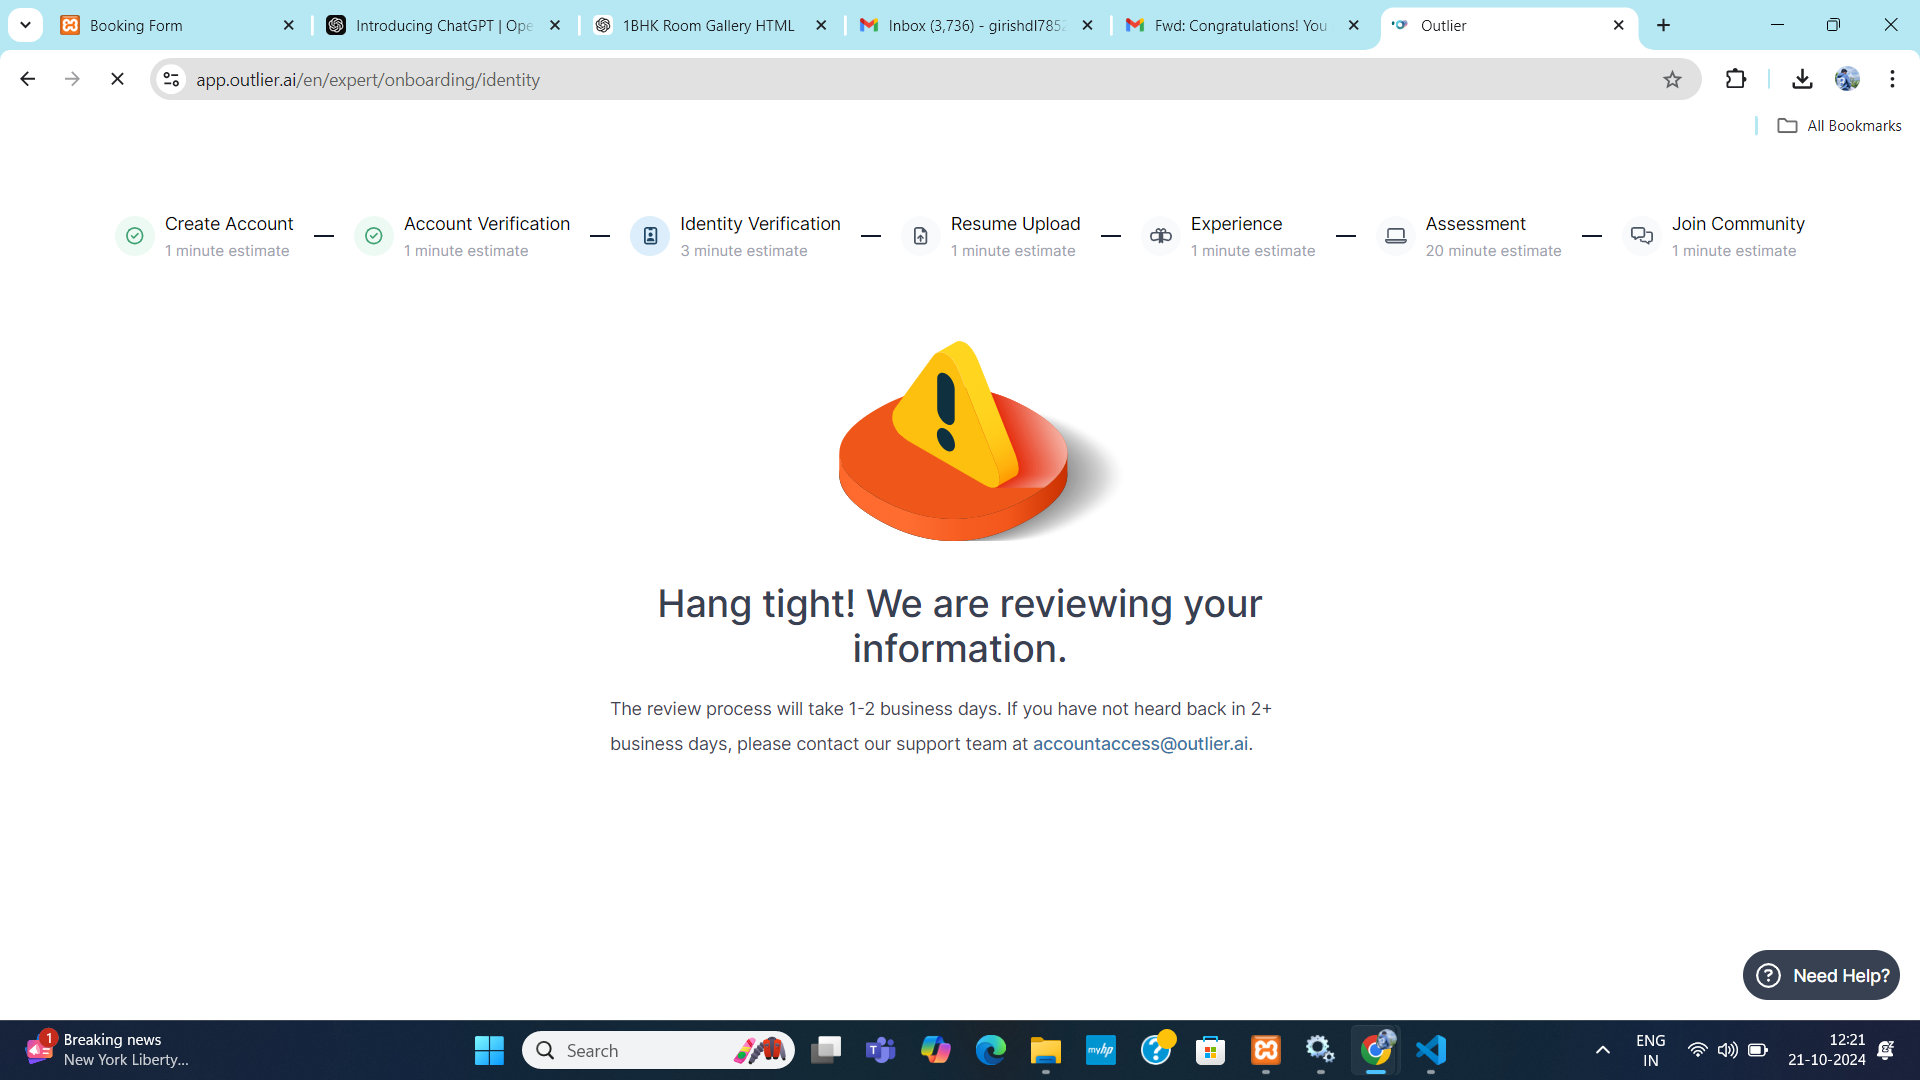 Booking Form
Introducing ChatGPT | Ope
1BHK Room Gallery HTML
Inbox (3,736) - girishdl785
Fwd: Congratulations! You
Outlier
app.outlier.ai/en/expert/onboarding/identity
All Bookmarks
Create Account
1 minute estimate
Account Verification
1 minute estimate
Identity Verification
3 minute estimate
Resume Upload
1 minute estimate
Experience
1 minute estimate
Assessment
20 minute estimate
Join Community
1 minute estimate
Hang tight! We are reviewing your
information.
The review process will take 1-2 business days. If you have not heard back in 2+
business days, please contact our support team at accountaccess@outlier.ai.
Need Help?
1
Breaking news
New York Liberty...
Search
myhp
ENG
IN
12:21
21-10-2024